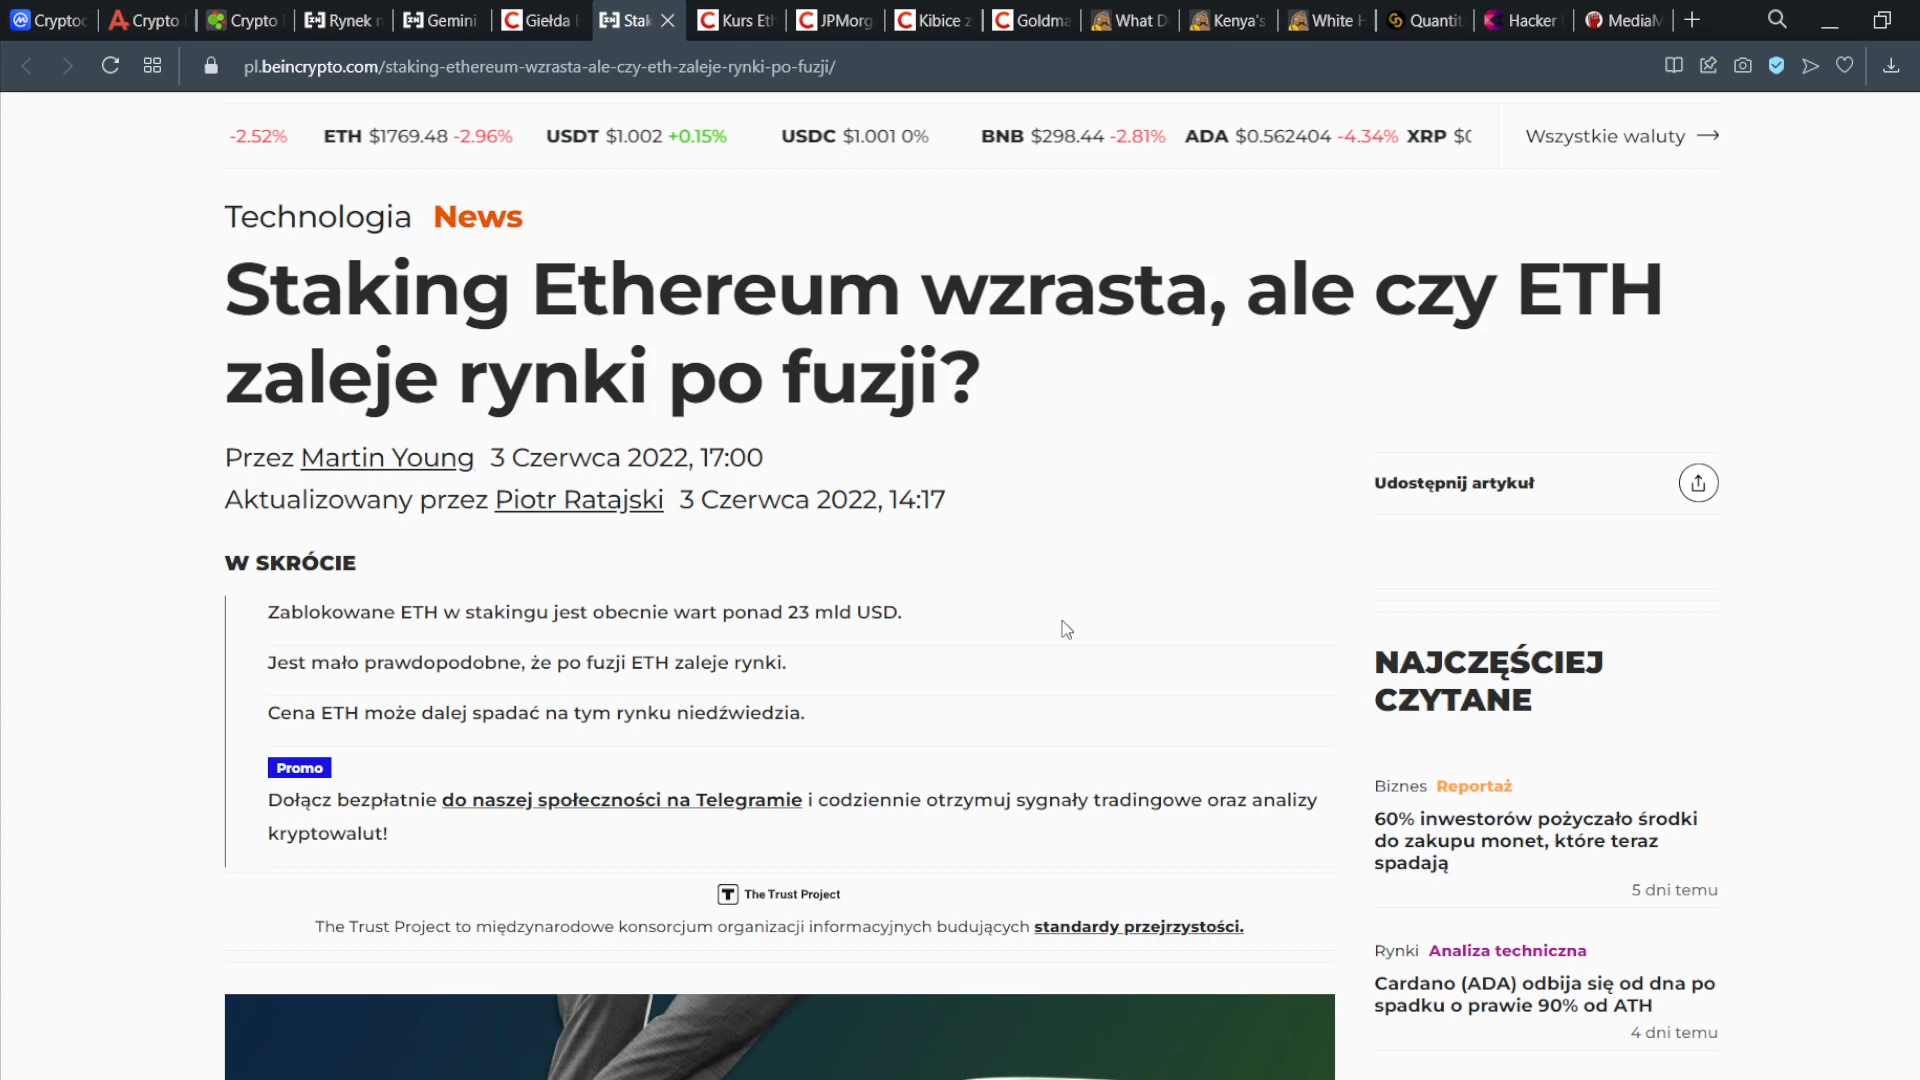 Cryptoc
Crypto
Crypto
Rynek n
Gemini
Giełda B
Stak
Kurs Eth
JPMorg
Kibice z
Goldma
What D
Kenya's
White H
Quantit
Hacker
MediaM
pl.beincrypto.com/staking-ethereum-wzrasta-ale-czy-eth-zaleje-rynki-po-fuzji/
-2.52% ETH $1769.48 -2.96% USDT $1.002 +0.15% USDC $1.001 0% BNB $298.44 -2.81% ADA $0.562404 -4.34% XRP $0
Wszystkie waluty →
Technologia News
Staking Ethereum wzrasta, ale czy ETH
zaleje rynki po fuzji?
Przez Martin Young 3 Czerwca 2022, 17:00
Aktualizowany przez Piotr Ratajski 3 Czerwca 2022, 14:17
Udostępnij artykuł
W SKRÓCIE
Zablokowane ETH w stakingu jest obecnie wart ponad 23 mld USD.
Jest mało prawdopodobne, że po fuzji ETH zaleje rynki.
Cena ETH może dalej spadać na tym rynku niedźwiedzia.
Promo
Dołącz bezpłatnie do naszej społeczności na Telegramie i codziennie otrzymuj sygnały tradingowe oraz analizy
kryptowalut!
T The Trust Project
The Trust Project to międzynarodowe konsorcjum organizacji informacyjnych budujących standardy przejrzystości.
NAJCZĘŚCIEJ
CZYTANE
Biznes Reportaż
60% inwestorów pożyczało środki
do zakupu monet, które teraz
spadają
5 dni temu
Rynki Analiza techniczna
Cardano (ADA) odbija się od dna po
spadku o prawie 90% od ATH
4 dni temu